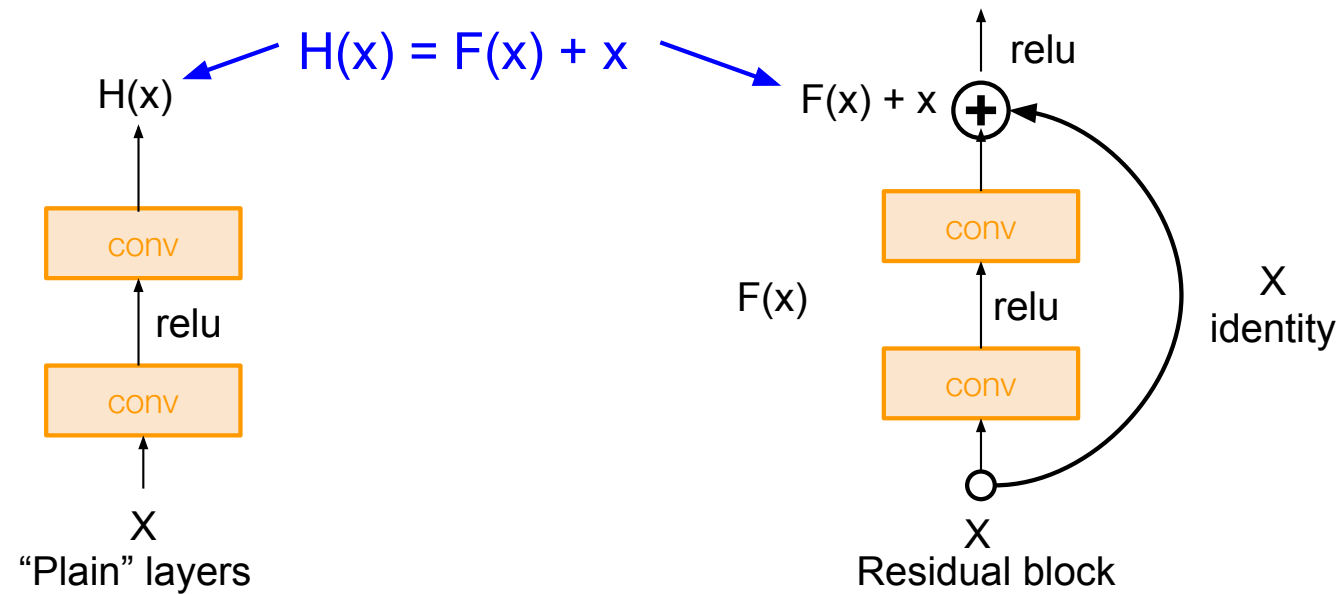 H(x) = F(x) + x
H(x)
conv
relu
conv
X
“Plain” layers
relu
F(x) + x
+
conv
F(x)
relu
X
identity
conv
X
Residual block